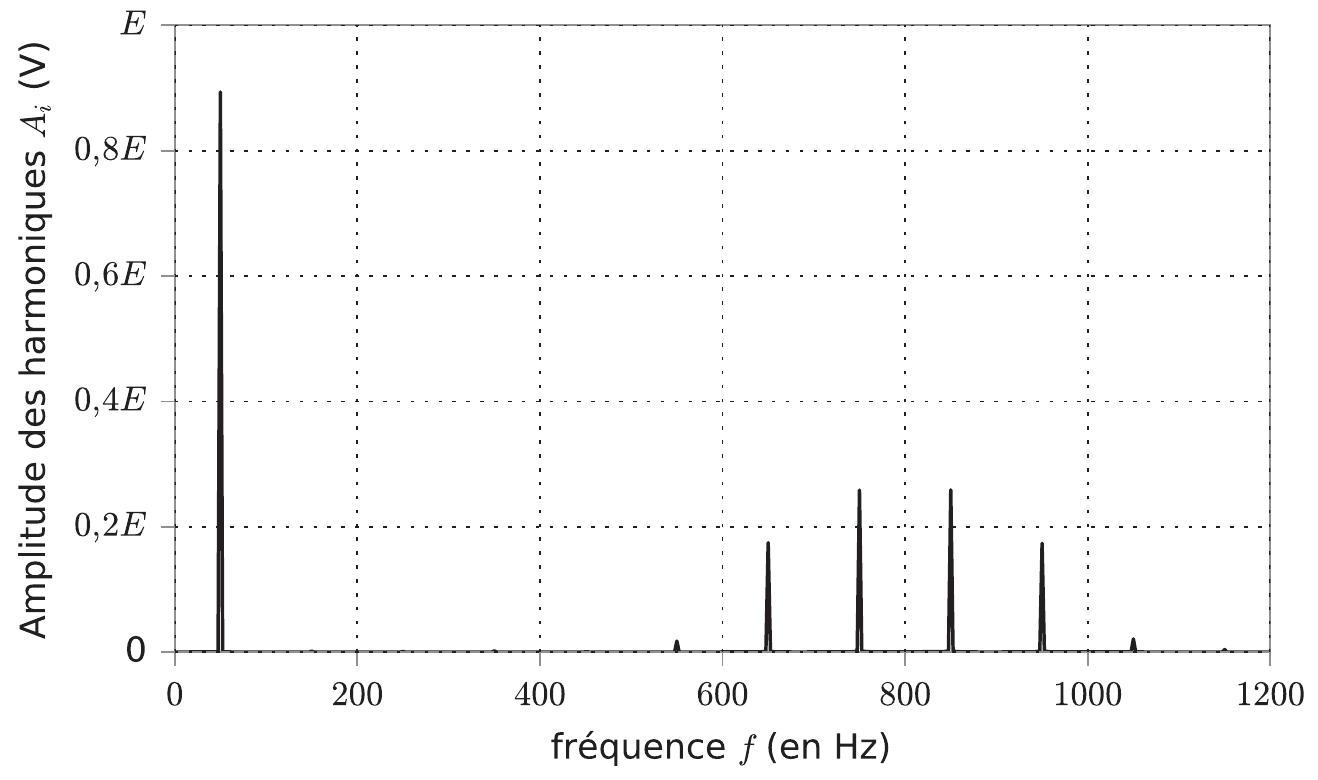 Amplitude des harmoniques A_i (V)
E
0,8E
0,6E
0,4E
0,2E
0
0 200 400 600 800 1000 1200
fréquence f (en Hz)